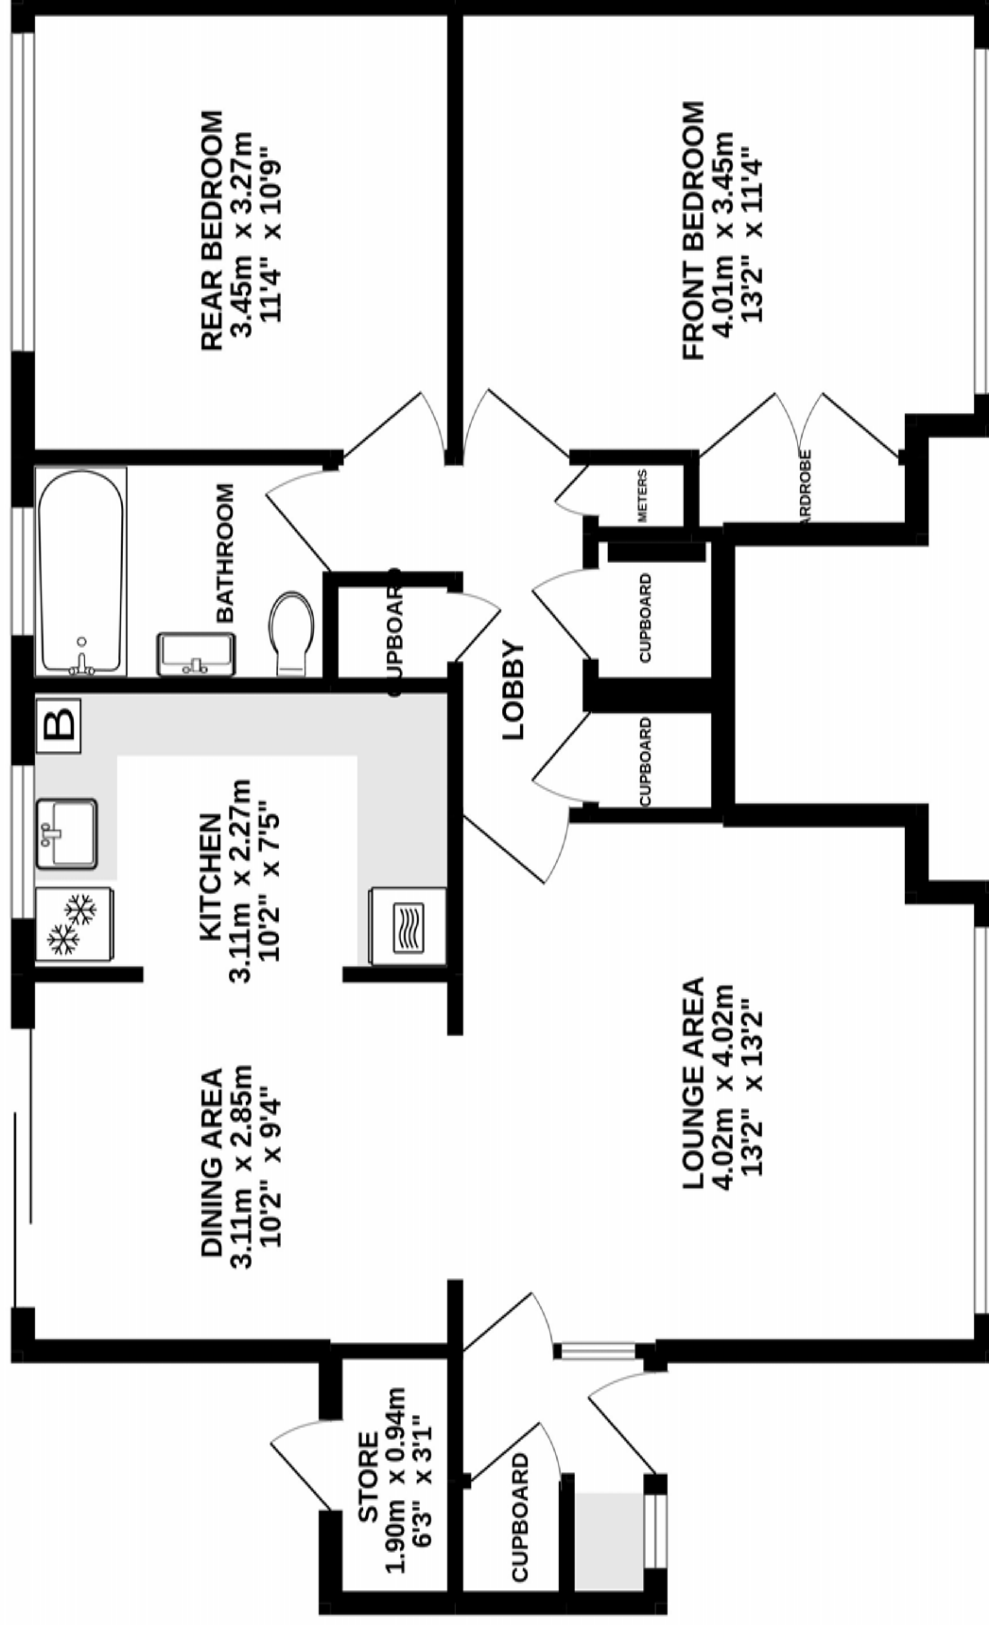 REAR BEDROOM
3.45m x 3.27m
11'4" x 10'9"
FRONT BEDROOM
4.01m x 3.45m
13'2" x 11'4"
BATHROOM
CUPBOARD
METERS
ARDROBE
CUPBOARD
LOBBY
CUPBOARD
B
KITCHEN
3.11m x 2.27m
10'2" x 7'5"
DINING AREA
3.11m x 2.85m
10'2" x 9'4"
LOUNGE AREA
4.02m x 4.02m
13'2" x 13'2"
STORE
1.90m x 0.94m
6'3" x 3'1"
CUPBOARD